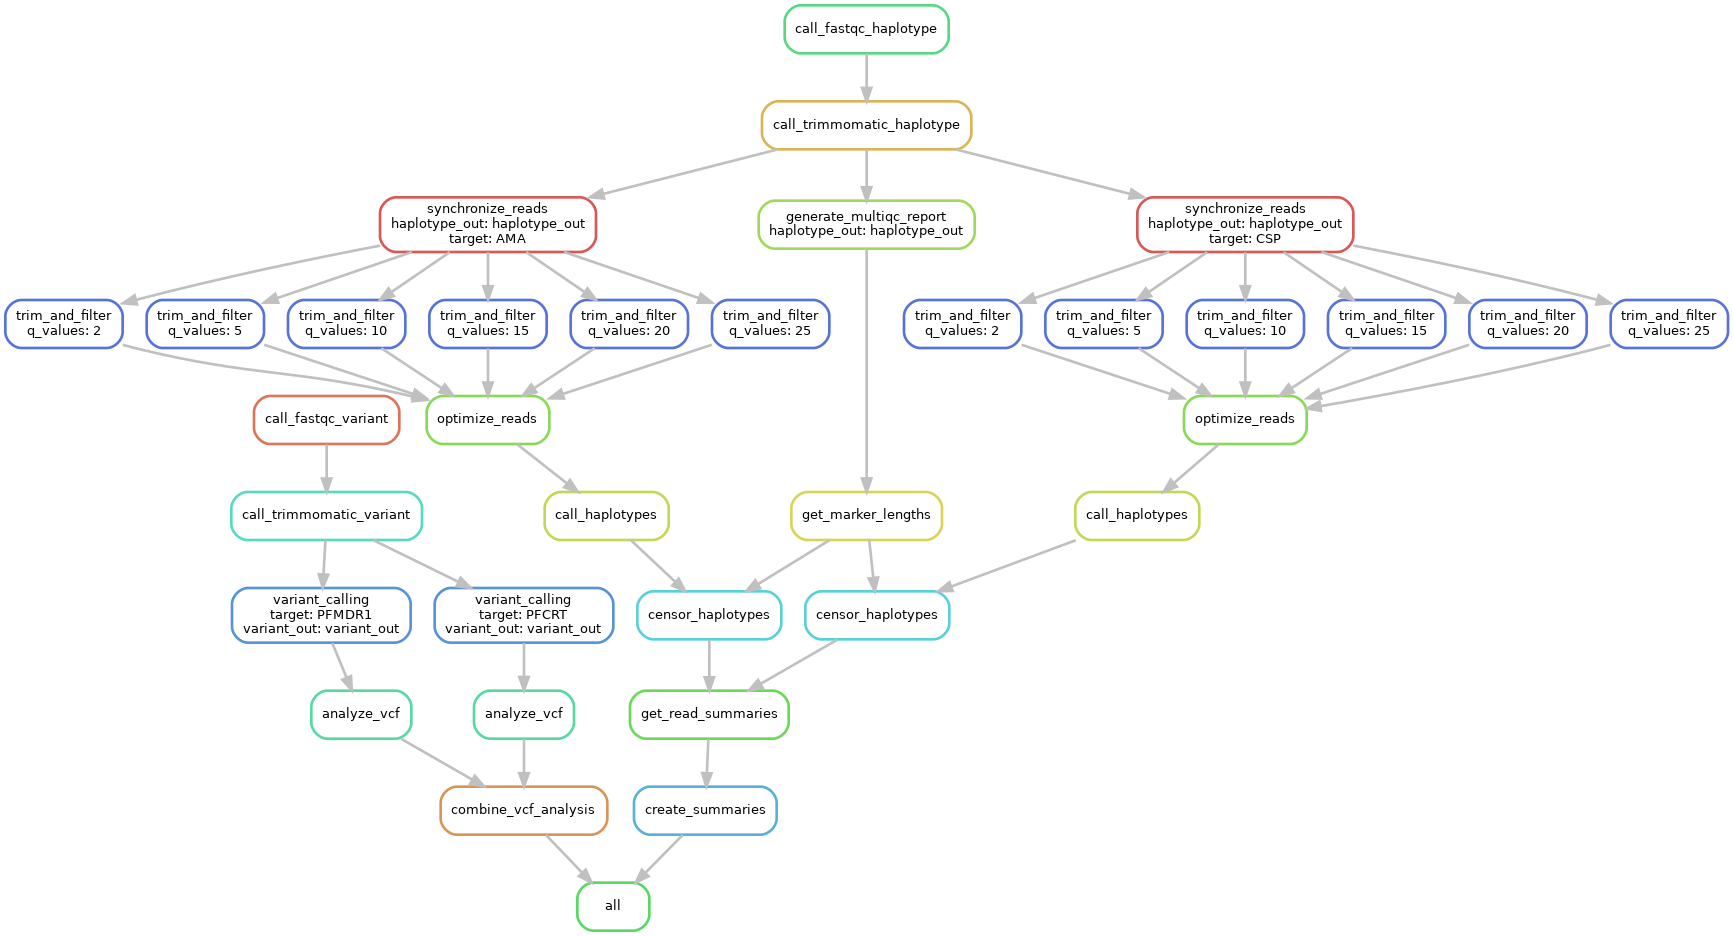 call_fastqc_haplotype
call_trimmomatic_haplotype
synchronize_reads
haplotype_out: haplotype_out
target: AMA
generate_multiqc_report
haplotype_out: haplotype_out
synchronize_reads
haplotype_out: haplotype_out
target: CSP
trim_and_filter
q_values: 2
trim_and_filter
q_values: 5
trim_and_filter
q_values: 10
trim_and_filter
q_values: 15
trim_and_filter
q_values: 20
trim_and_filter
q_values: 25
trim_and_filter
q_values: 2
trim_and_filter
q_values: 5
trim_and_filter
q_values: 10
trim_and_filter
q_values: 15
trim_and_filter
q_values: 20
trim_and_filter
q_values: 25
call_fastqc_variant
optimize_reads
optimize_reads
call_trimmomatic_variant
call_haplotypes
get_marker_lengths
call_haplotypes
variant_calling
target: PFMDR1
variant_out: variant_out
variant_calling
target: PFCRT
variant_out: variant_out
censor_haplotypes
censor_haplotypes
analyze_vcf
analyze_vcf
get_read_summaries
combine_vcf_analysis
create_summaries
all